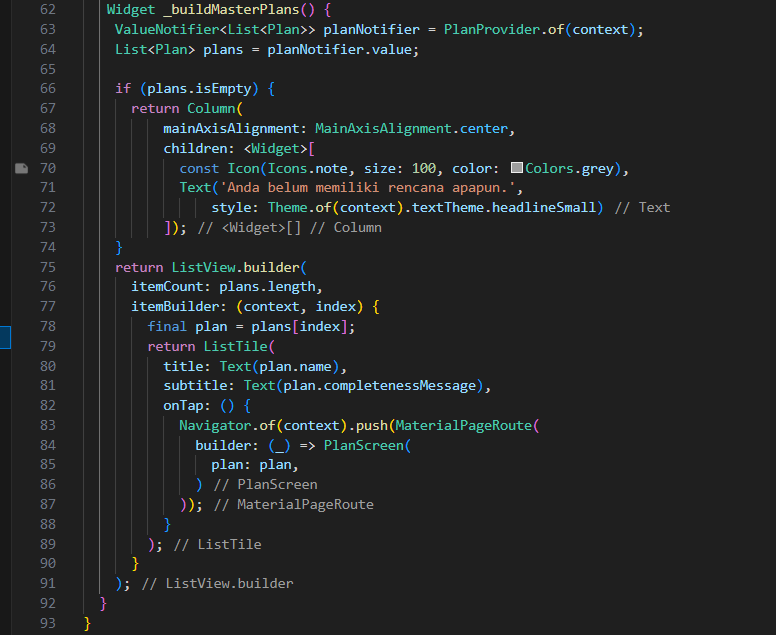 62 Widget _buildMasterPlans() {
63 ValueNotifier<List<Plan>> planNotifier = PlanProvider.of(context);
64 List<Plan> plans = planNotifier.value;
65
66 if (plans.isEmpty) {
67 return Column(
68 mainAxisAlignment: MainAxisAlignment.center,
69 children: <Widget>[
70 const Icon(Icons.note, size: 100, color: Colors.grey),
71 Text('Anda belum memiliki rencana apapun.',
72 style: Theme.of(context).textTheme.headlineSmall) // Text
73 ]); // <Widget>[] // Column
74 }
75 return ListView.builder(
76 itemCount: plans.length,
77 itemBuilder: (context, index) {
78 final plan = plans[index];
79 return ListTile(
80 title: Text(plan.name),
81 subtitle: Text(plan.completenessMessage),
82 onTap: () {
83 Navigator.of(context).push(MaterialPageRoute(
84 builder: (_) => PlanScreen(
85 plan: plan,
86 ) // PlanScreen
87 )); // MaterialPageRoute
88 }
89 ); // ListTile
90 }
91 ); // ListView.builder
92 }
93 }